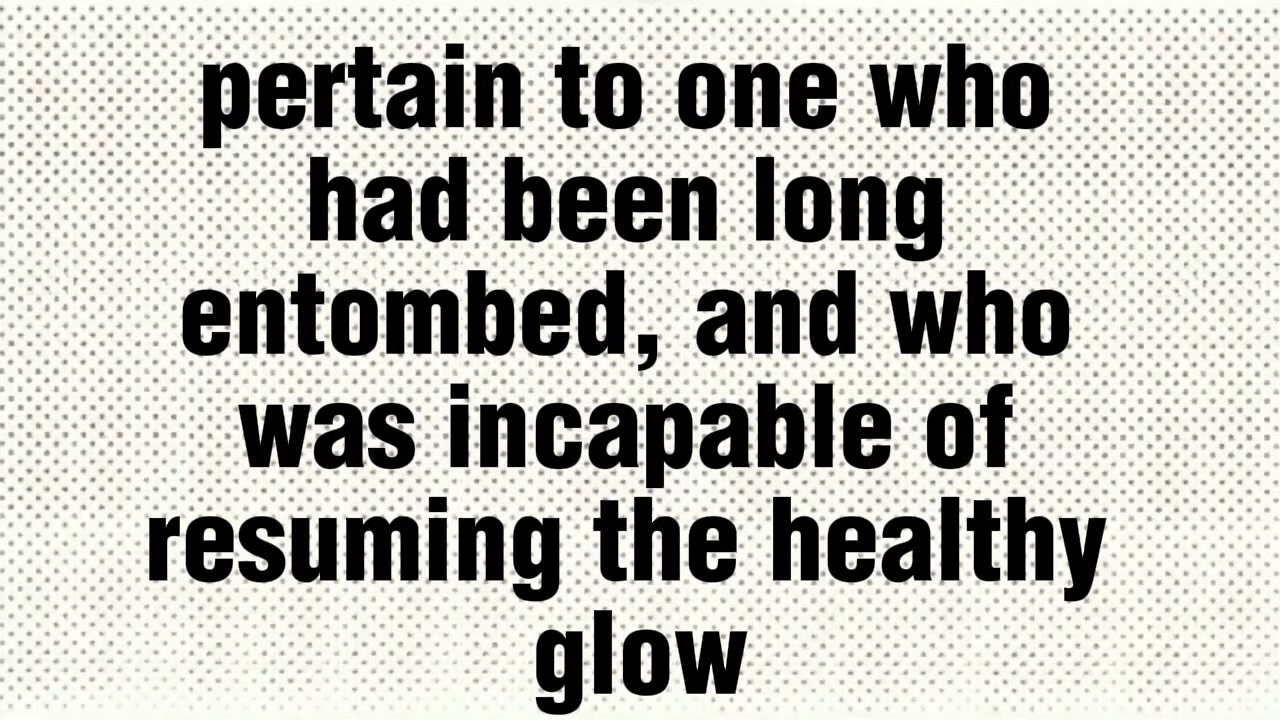 pertain to one who
had been long
entombed, and who
was incapable of
resuming the healthy
glow